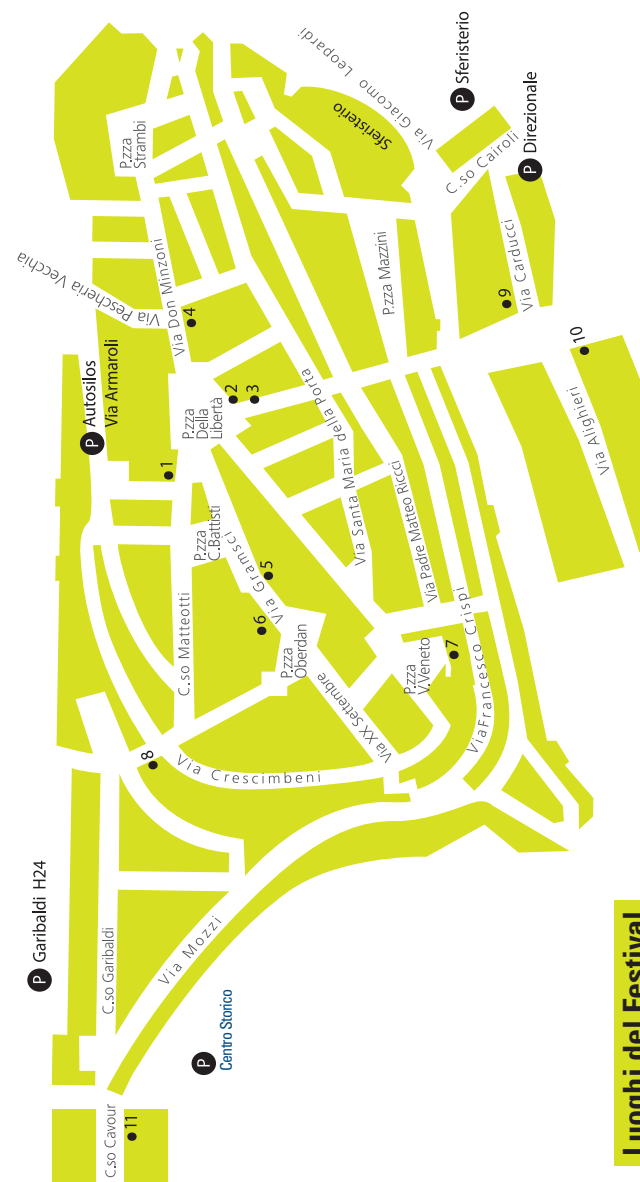 P Sferisterio
P Direzionale
Via Giacomo Leopardi
Sferisterio
C.so Cairoli
P.zza
Strambi
P.zza Mazzini
Via Carducci
9
10
Via Alighieri
Via Don Minzoni
Via Pescheria Vecchia
4
P Autosilos
Via Armaroli
P.zza
Della
Libertà
2
3
1
Via Santa Maria della Porta
Via Padre Matteo Riccci
P.zza
C.Battisti
Via Gramsci
5
6
C.so Matteotti
P.zza
Oberdan
P.zza
V.Veneto
7
ViaFrancesco Crispi
Via XX Settembre
8
Via Crescimbeni
P Garibaldi H24
C.so Garibaldi
Via Mozzi
P
Centro Storico
C.so Cavour
11
Luoghi del Festival